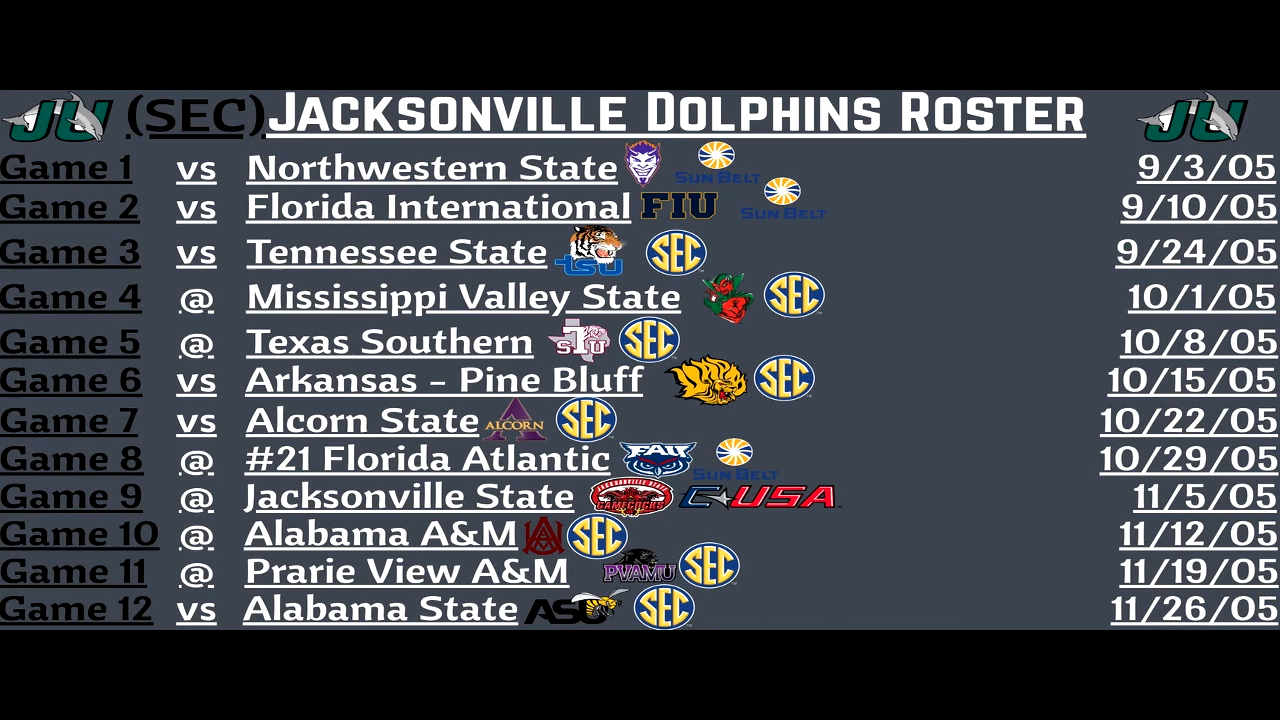 JU (SEC) JACKSONVILLE DOLPHINS ROSTER JU
Game 1 vs Northwestern State SUN BELT 9/3/05
Game 2 vs Florida International FIU SUN BELT 9/10/05
Game 3 vs Tennessee State TSU SEC 9/24/05
Game 4 @ Mississippi Valley State SEC 10/1/05
Game 5 @ Texas Southern TSU SEC 10/8/05
Game 6 vs Arkansas - Pine Bluff UAPB SEC 10/15/05
Game 7 vs Alcorn State A ALCORN SEC 10/22/05
Game 8 @ #21 Florida Atlantic FAU SUN BELT 10/29/05
Game 9 @ Jacksonville State JACKSONVILLE STATE GAMECOCKS C USA 11/5/05
Game 10 @ Alabama A&M SEC 11/12/05
Game 11 @ Prarie View A&M PVAMU SEC 11/19/05
Game 12 vs Alabama State ASU SEC 11/26/05